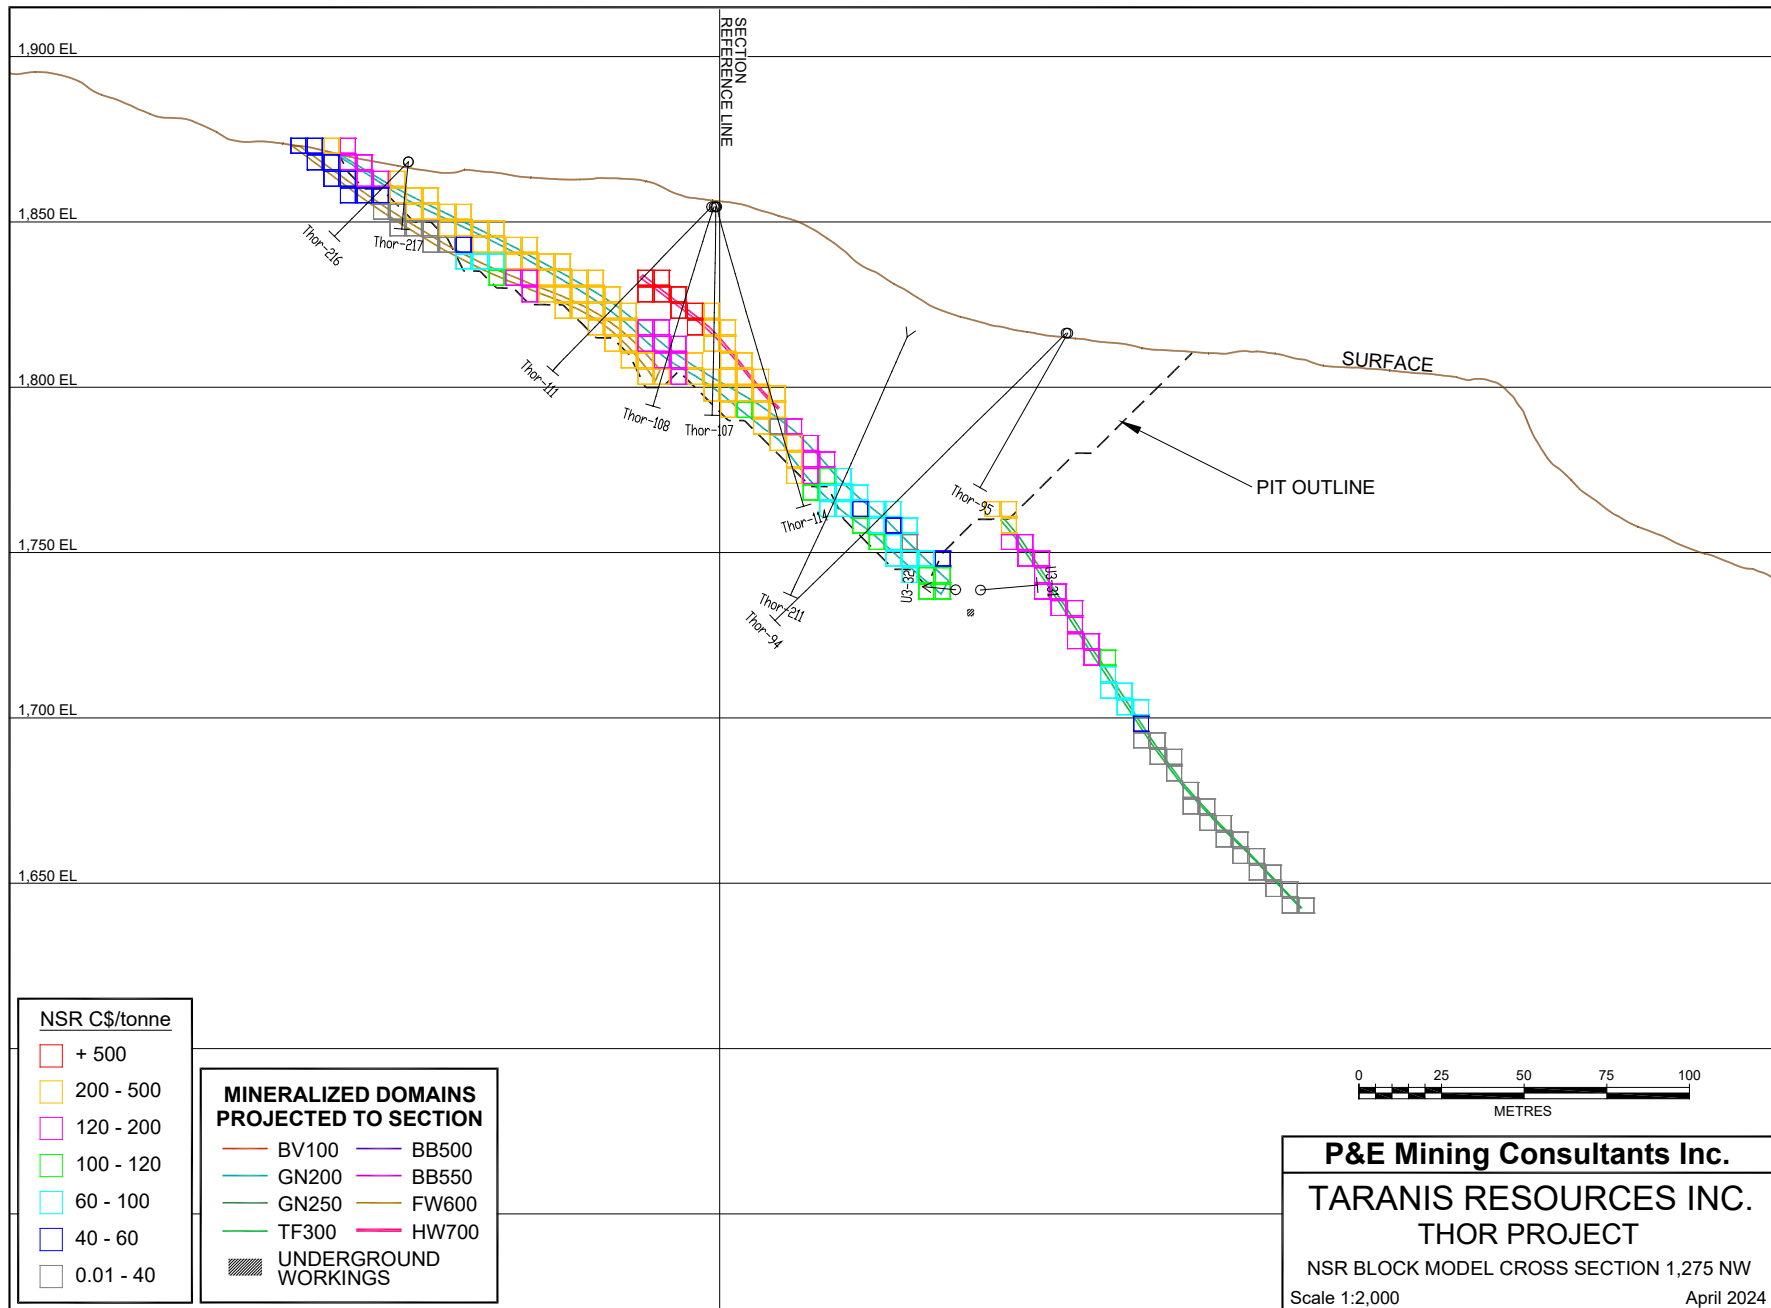 SECTION
REFERENCE LINE
1,900 EL
1,850 EL
1,800 EL
1,750 EL
1,700 EL
1,650 EL
Thor-216
Thor-217
Thor-111
Thor-108
Thor-107
Thor-114
Thor-211
Thor-94
Thor-95
U3-32
U3-31
SURFACE
PIT OUTLINE
NSR C$/tonne
+ 500
200 - 500
120 - 200
100 - 120
60 - 100
40 - 60
0.01 - 40
MINERALIZED DOMAINS
PROJECTED TO SECTION
BV100 BB500
GN200 BB550
GN250 FW600
TF300 HW700
UNDERGROUND
WORKINGS
0 25 50 75 100
METRES
P&E Mining Consultants Inc.
TARANIS RESOURCES INC.
THOR PROJECT
NSR BLOCK MODEL CROSS SECTION 1,275 NW
Scale 1:2,000 April 2024